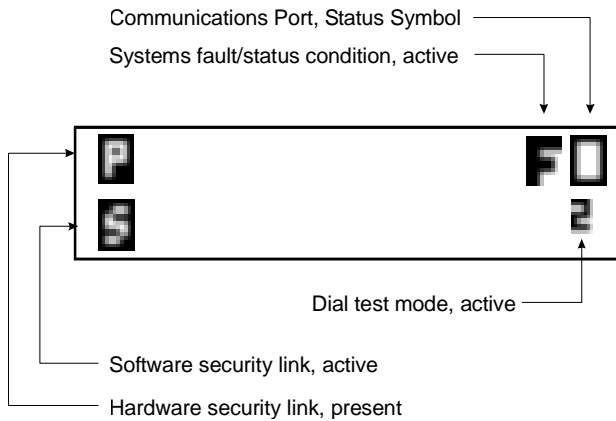 Communications Port, Status Symbol
Systems fault/status condition, active
P F
S 2
Dial test mode, active
Software security link, active
Hardware security link, present